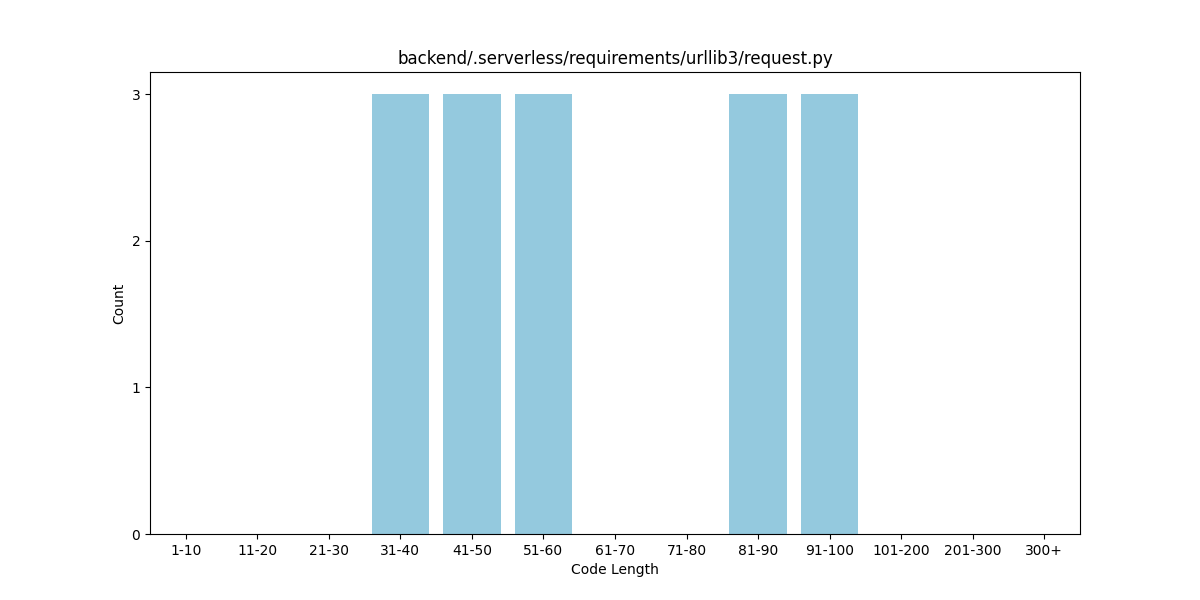 backend/.serverless/requirements/urllib3/request.py
Count
3
2
1
0
1-10 11-20 21-30 31-40 41-50 51-60 61-70 71-80 81-90 91-100 101-200 201-300 300+
Code Length